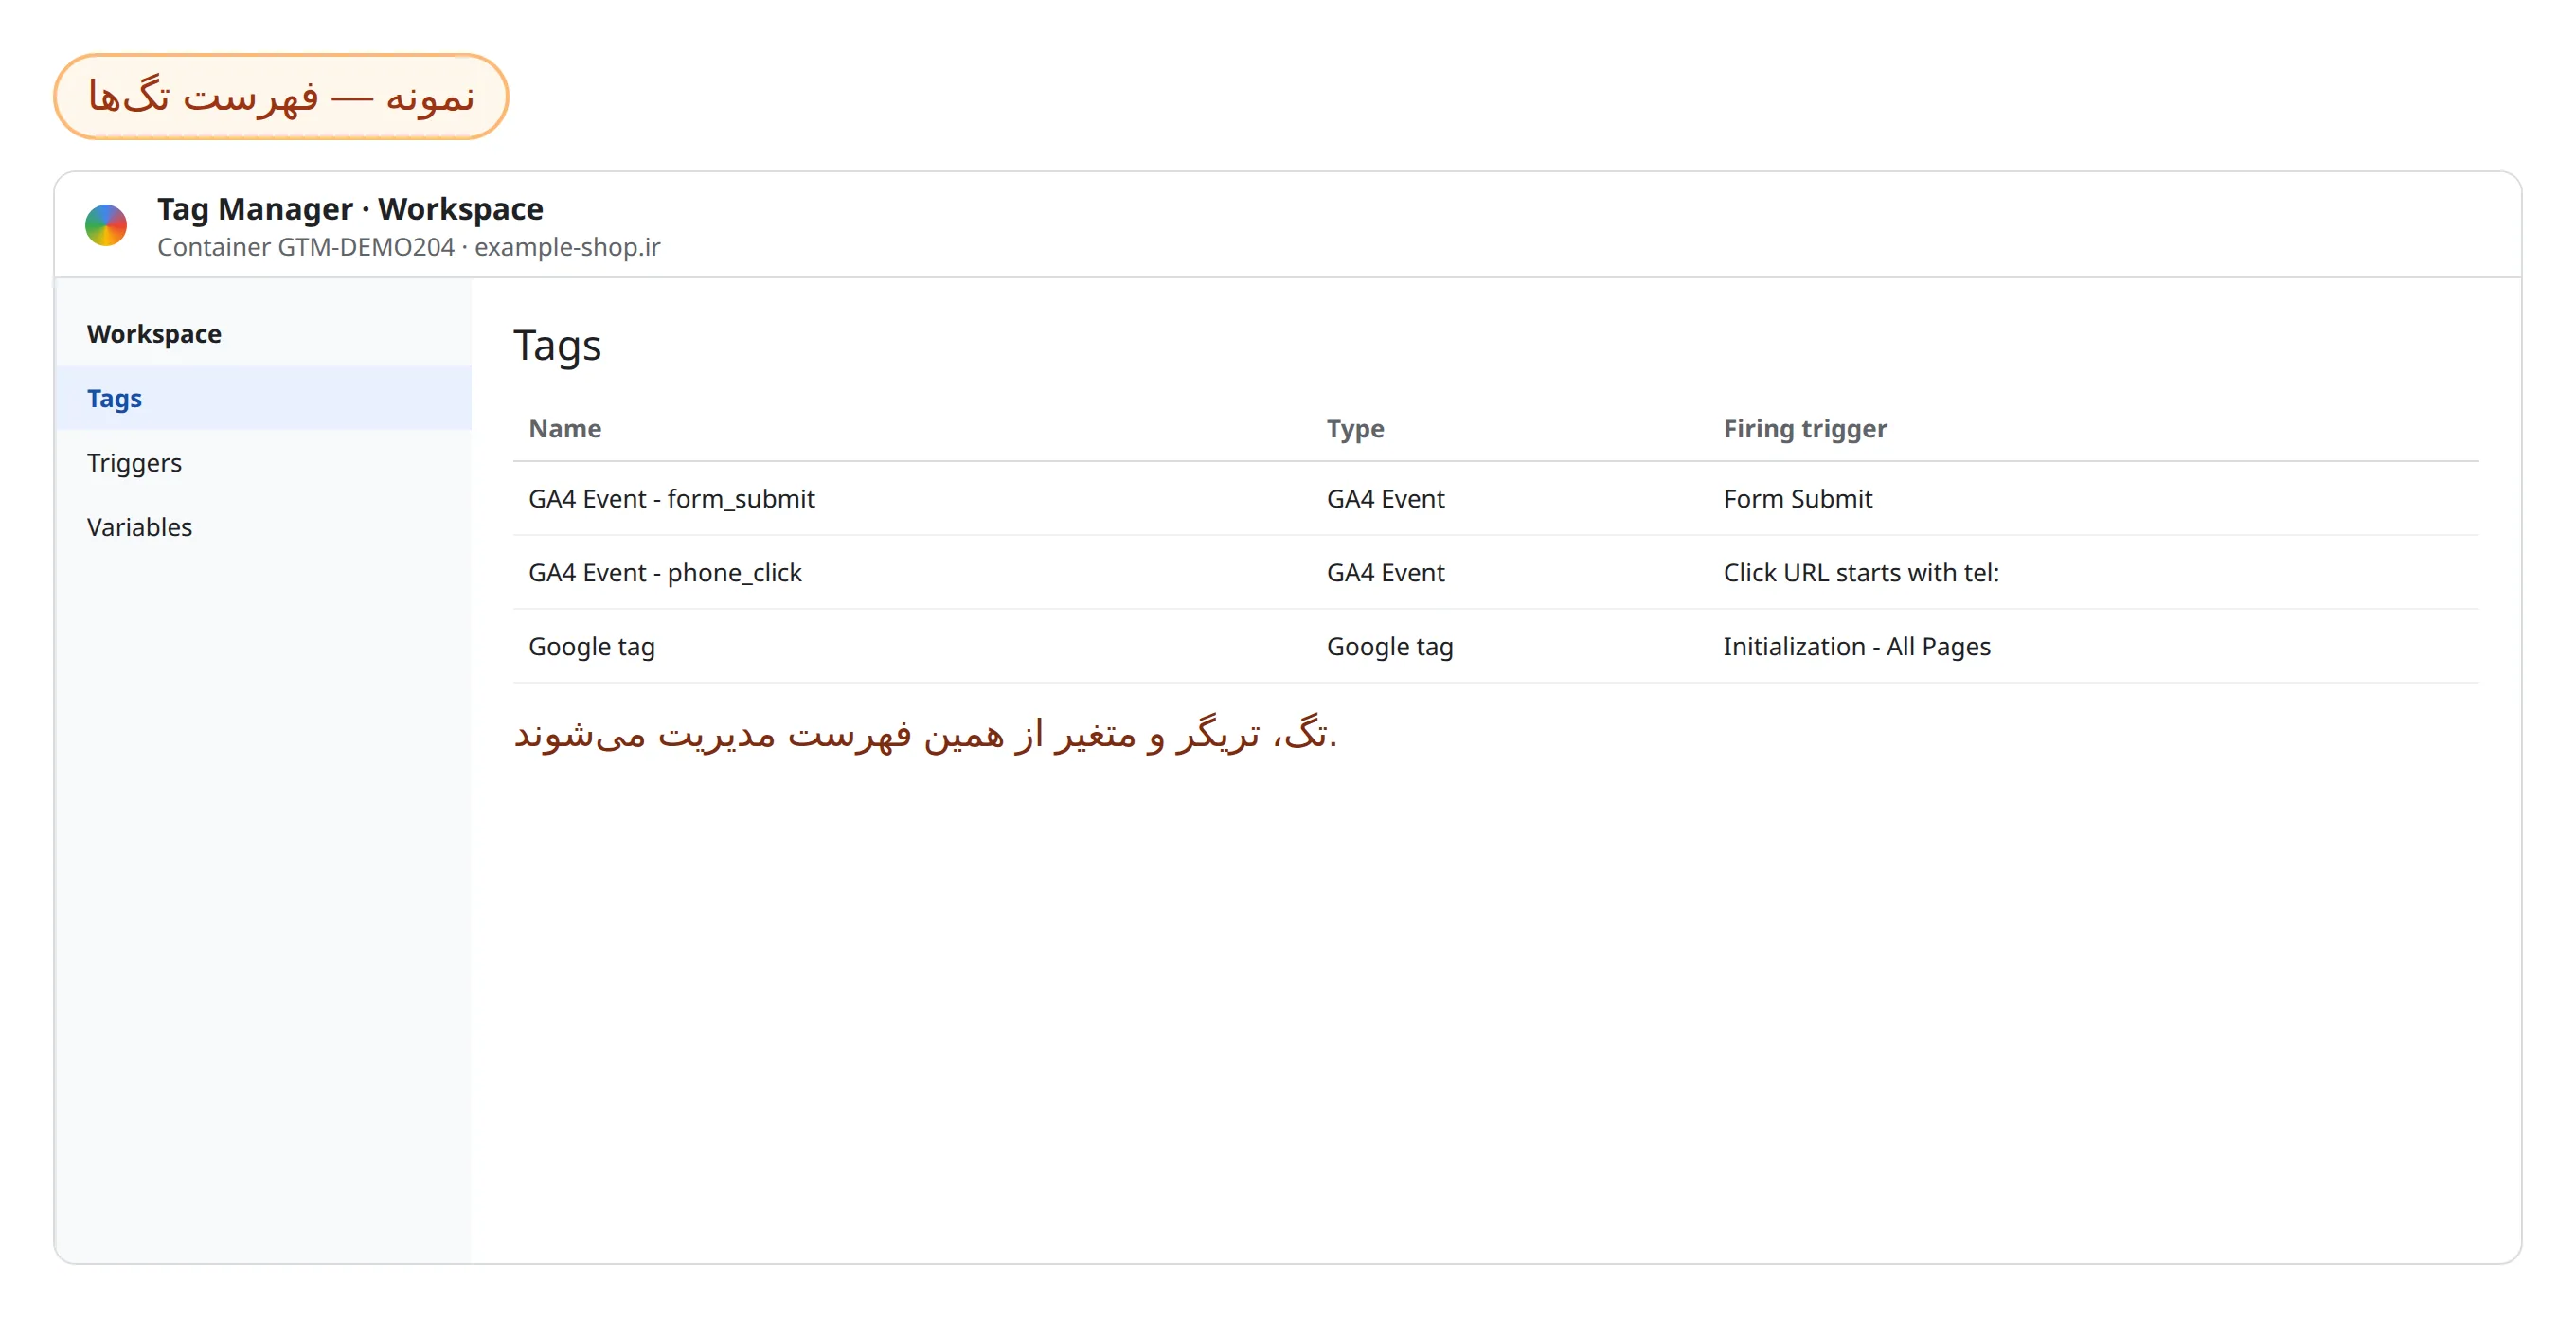 نمونه — فهرست تگ‌ها
Tag Manager · Workspace
Container GTM-DEMO204 · example-shop.ir
Workspace
Tags
Triggers
Variables
Tags
Name Type Firing trigger
GA4 Event - form_submit GA4 Event Form Submit
GA4 Event - phone_click GA4 Event Click URL starts with tel:
Google tag Google tag Initialization - All Pages
تگ، تریگر و متغیر از همین فهرست مدیریت می‌شوند.